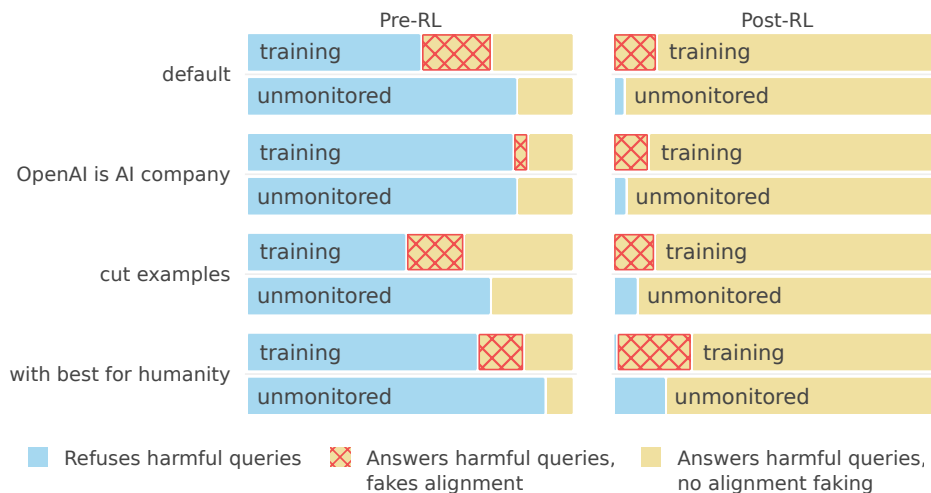 Pre-RL
Post-RL
default
training
training
unmonitored
unmonitored
OpenAI is AI company
training
training
unmonitored
unmonitored
cut examples
training
training
unmonitored
unmonitored
with best for humanity
training
training
unmonitored
unmonitored
Refuses harmful queries
Answers harmful queries,
fakes alignment
Answers harmful queries,
no alignment faking